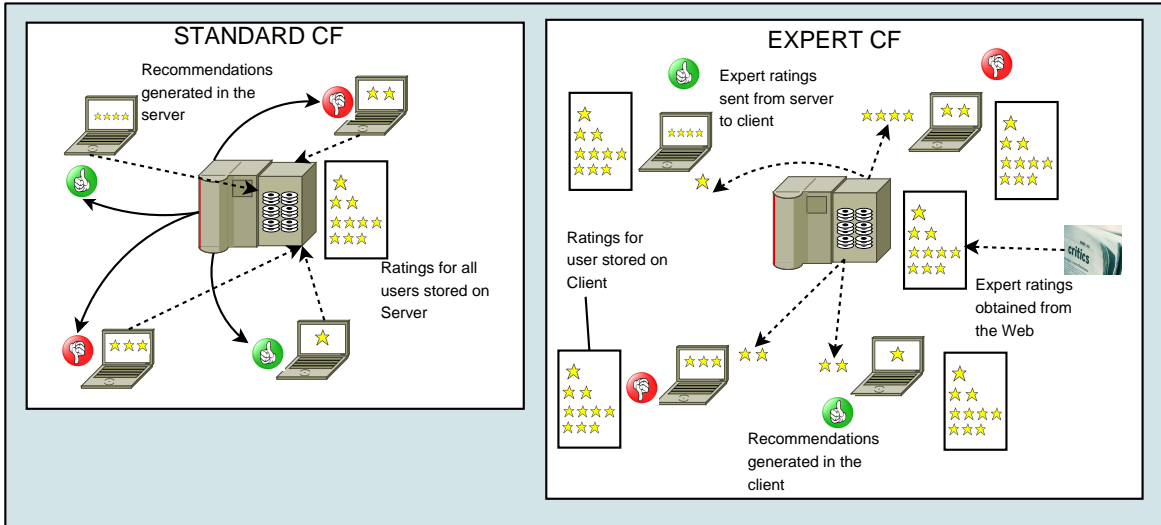 STANDARD CF
Recommendations
generated in the
server
Ratings for all
users stored on
Server
EXPERT CF
Expert ratings
sent from server
to client
Ratings for
user stored on
Client
critics
Expert ratings
obtained from
the Web
Recommendations
generated in the
client